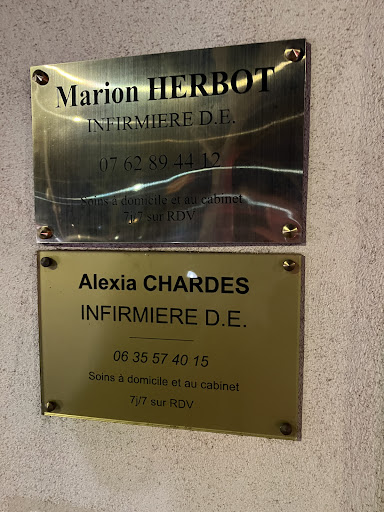 Marion HERBOT
INFIRMIERE D.E.
07 62 89 44 12
Soins à domicile et au cabinet
7j/7 sur RDV
Alexia CHARDES
INFIRMIERE D.E.
06 35 57 40 15
Soins à domicile et au cabinet
7j/7 sur RDV